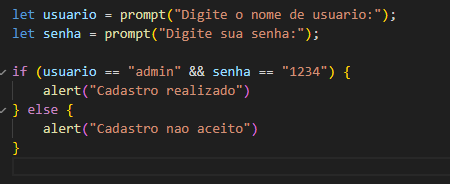 let usuario = prompt("Digite o nome de usuario:");
let senha = prompt("Digite sua senha:");

if (usuario == "admin" && senha == "1234") {
    alert("Cadastro realizado")
} else {
    alert("Cadastro nao aceito")
}